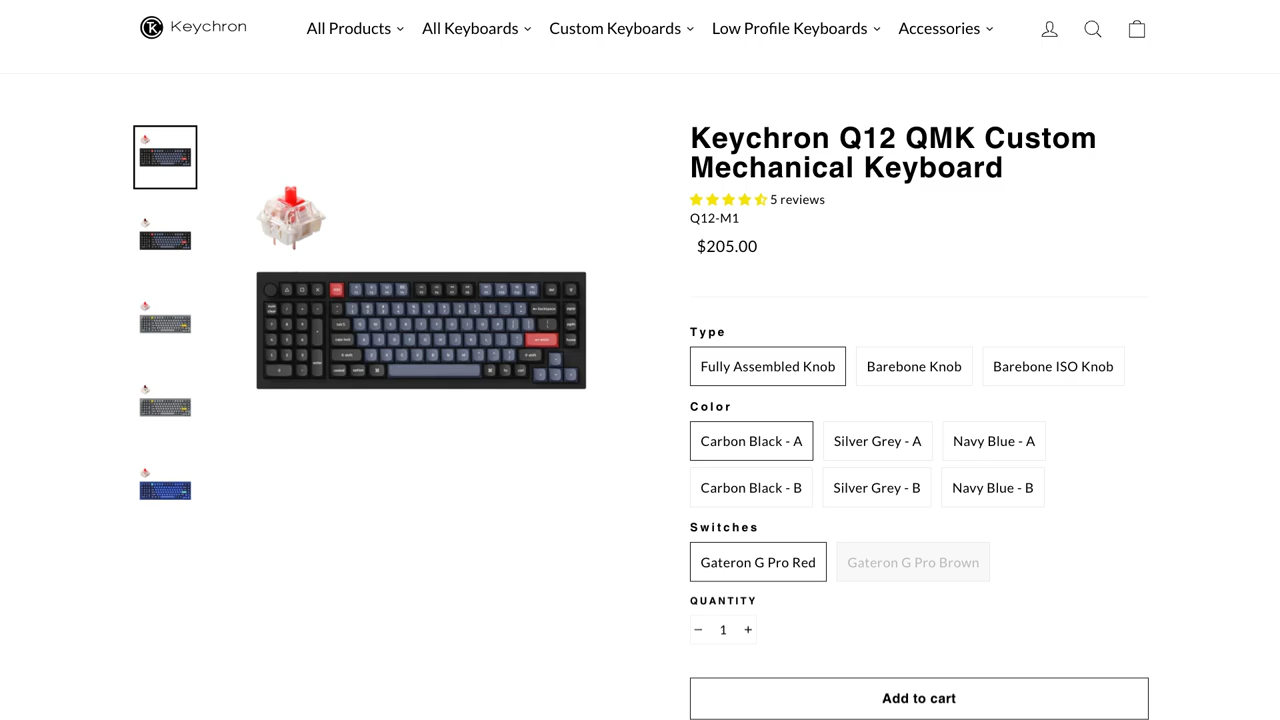 Keychron
All Products
All Keyboards
Custom Keyboards
Low Profile Keyboards
Accessories
Keychron Q12 QMK Custom
Mechanical Keyboard
5 reviews
Q12-M1
$205.00
Type
Fully Assembled Knob
Barebone Knob
Barebone ISO Knob
Color
Carbon Black - A
Silver Grey - A
Navy Blue - A
Carbon Black - B
Silver Grey - B
Navy Blue - B
Switches
Gateron G Pro Red
Gateron G Pro Brown
QUANTITY
− 1 +
Add to cart